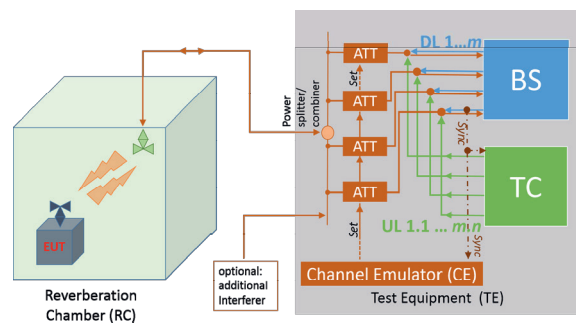 ATT
ATT
ATT
ATT
Set
Set
DL 1...m
BS
Sync
TC
UL 1.1 ... m.n
Sync
Power
splitter/
combiner
EUT
optional:
additional
Interferer
Channel Emulator (CE)
Test Equipment (TE)
Reverberation
Chamber (RC)